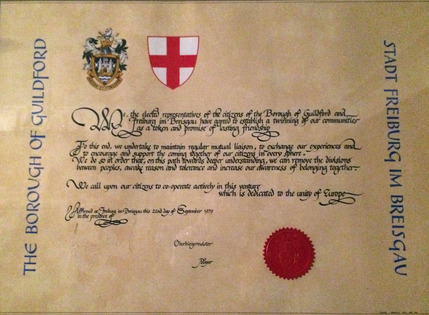 THE BOROUGH OF GUILDFORD
We, the elected representatives of the citizens of the Borough of Guildford and
Freiburg im Breisgau have agreed to establish a twinning of our communities
as a token and promise of lasting friendship
To this end, we undertake to maintain regular mutual liaison, to exchange our experiences and
to encourage and support the coming together of our citizens in every sphere.
We do so in order that, on this path towards deeper understanding, we can remove the divisions
between peoples, awake reason and tolerance and increase our awareness of belonging together
We call upon our citizens to co-operate actively in this venture
which is dedicated to the unity of Europe
Affirmed at Freiburg im Breisgau this 22nd day of September 1979
in the presence of
Oberbürgermeister
Mayor
STADT FREIBURG IM BREISGAU